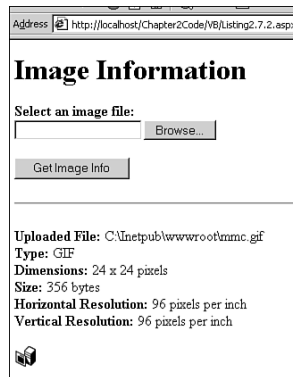 Address http://localhost/Chapter2Code/VB/Listing2.7.2.aspx
Image Information
Select an image file:
Browse...
Get Image Info
Uploaded File: C:\Inetpub\wwwroot\mmc.gif
Type: GIF
Dimensions: 24 x 24 pixels
Size: 356 bytes
Horizontal Resolution: 96 pixels per inch
Vertical Resolution: 96 pixels per inch